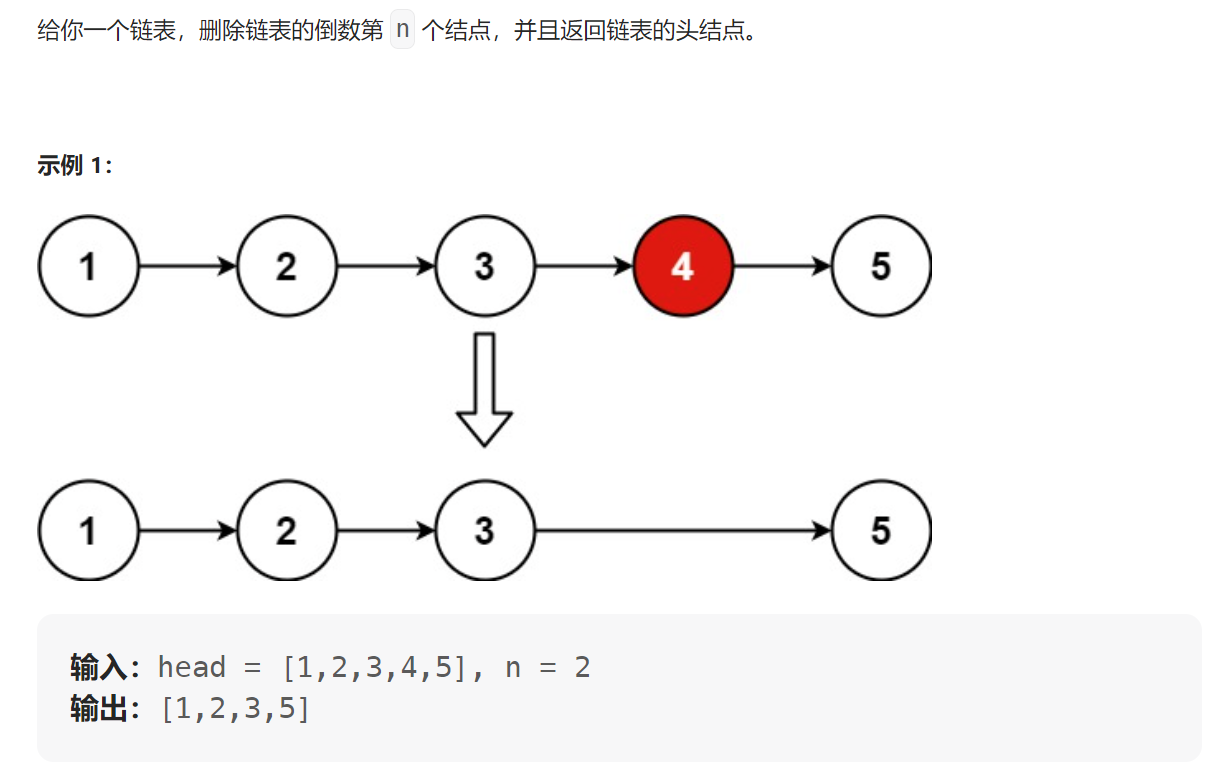 给你一个链表，删除链表的倒数第 n 个结点，并且返回链表的头结点。
示例 1：
1 2 3 4 5
1 2 3 5
输入：head = [1,2,3,4,5], n = 2
输出：[1,2,3,5]